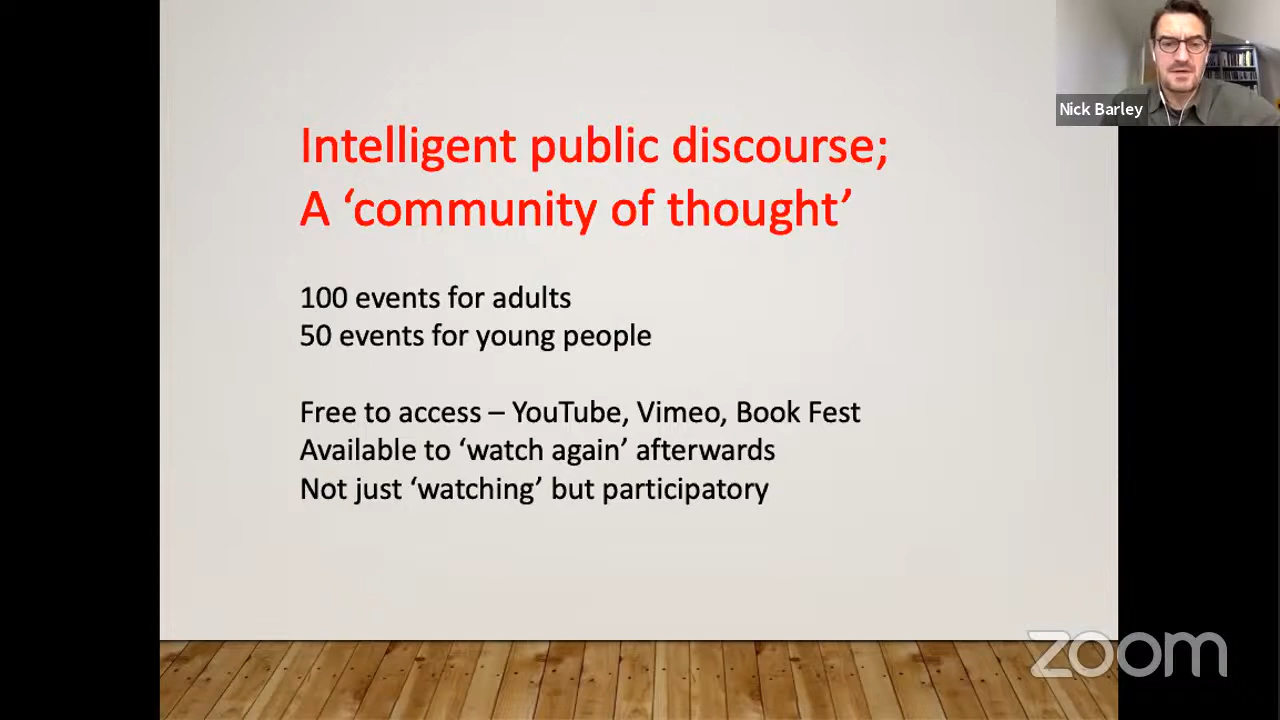 Nick Barley
Intelligent public discourse;
A ‘community of thought’
100 events for adults
50 events for young people
Free to access – YouTube, Vimeo, Book Fest
Available to ‘watch again’ afterwards
Not just ‘watching’ but participatory
zoom